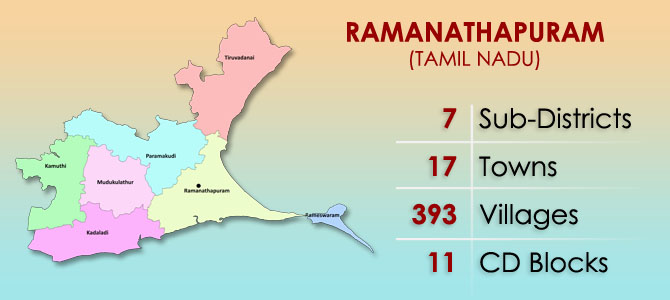 RAMANATHAPURAM
(TAMIL NADU)
7 Sub-Districts
17 Towns
393 Villages
11 CD Blocks
Tiruvadanai
Paramakudi
Kamuthi
Mudukulathur
Ramanathapuram
Rameswaram
Kadaladi